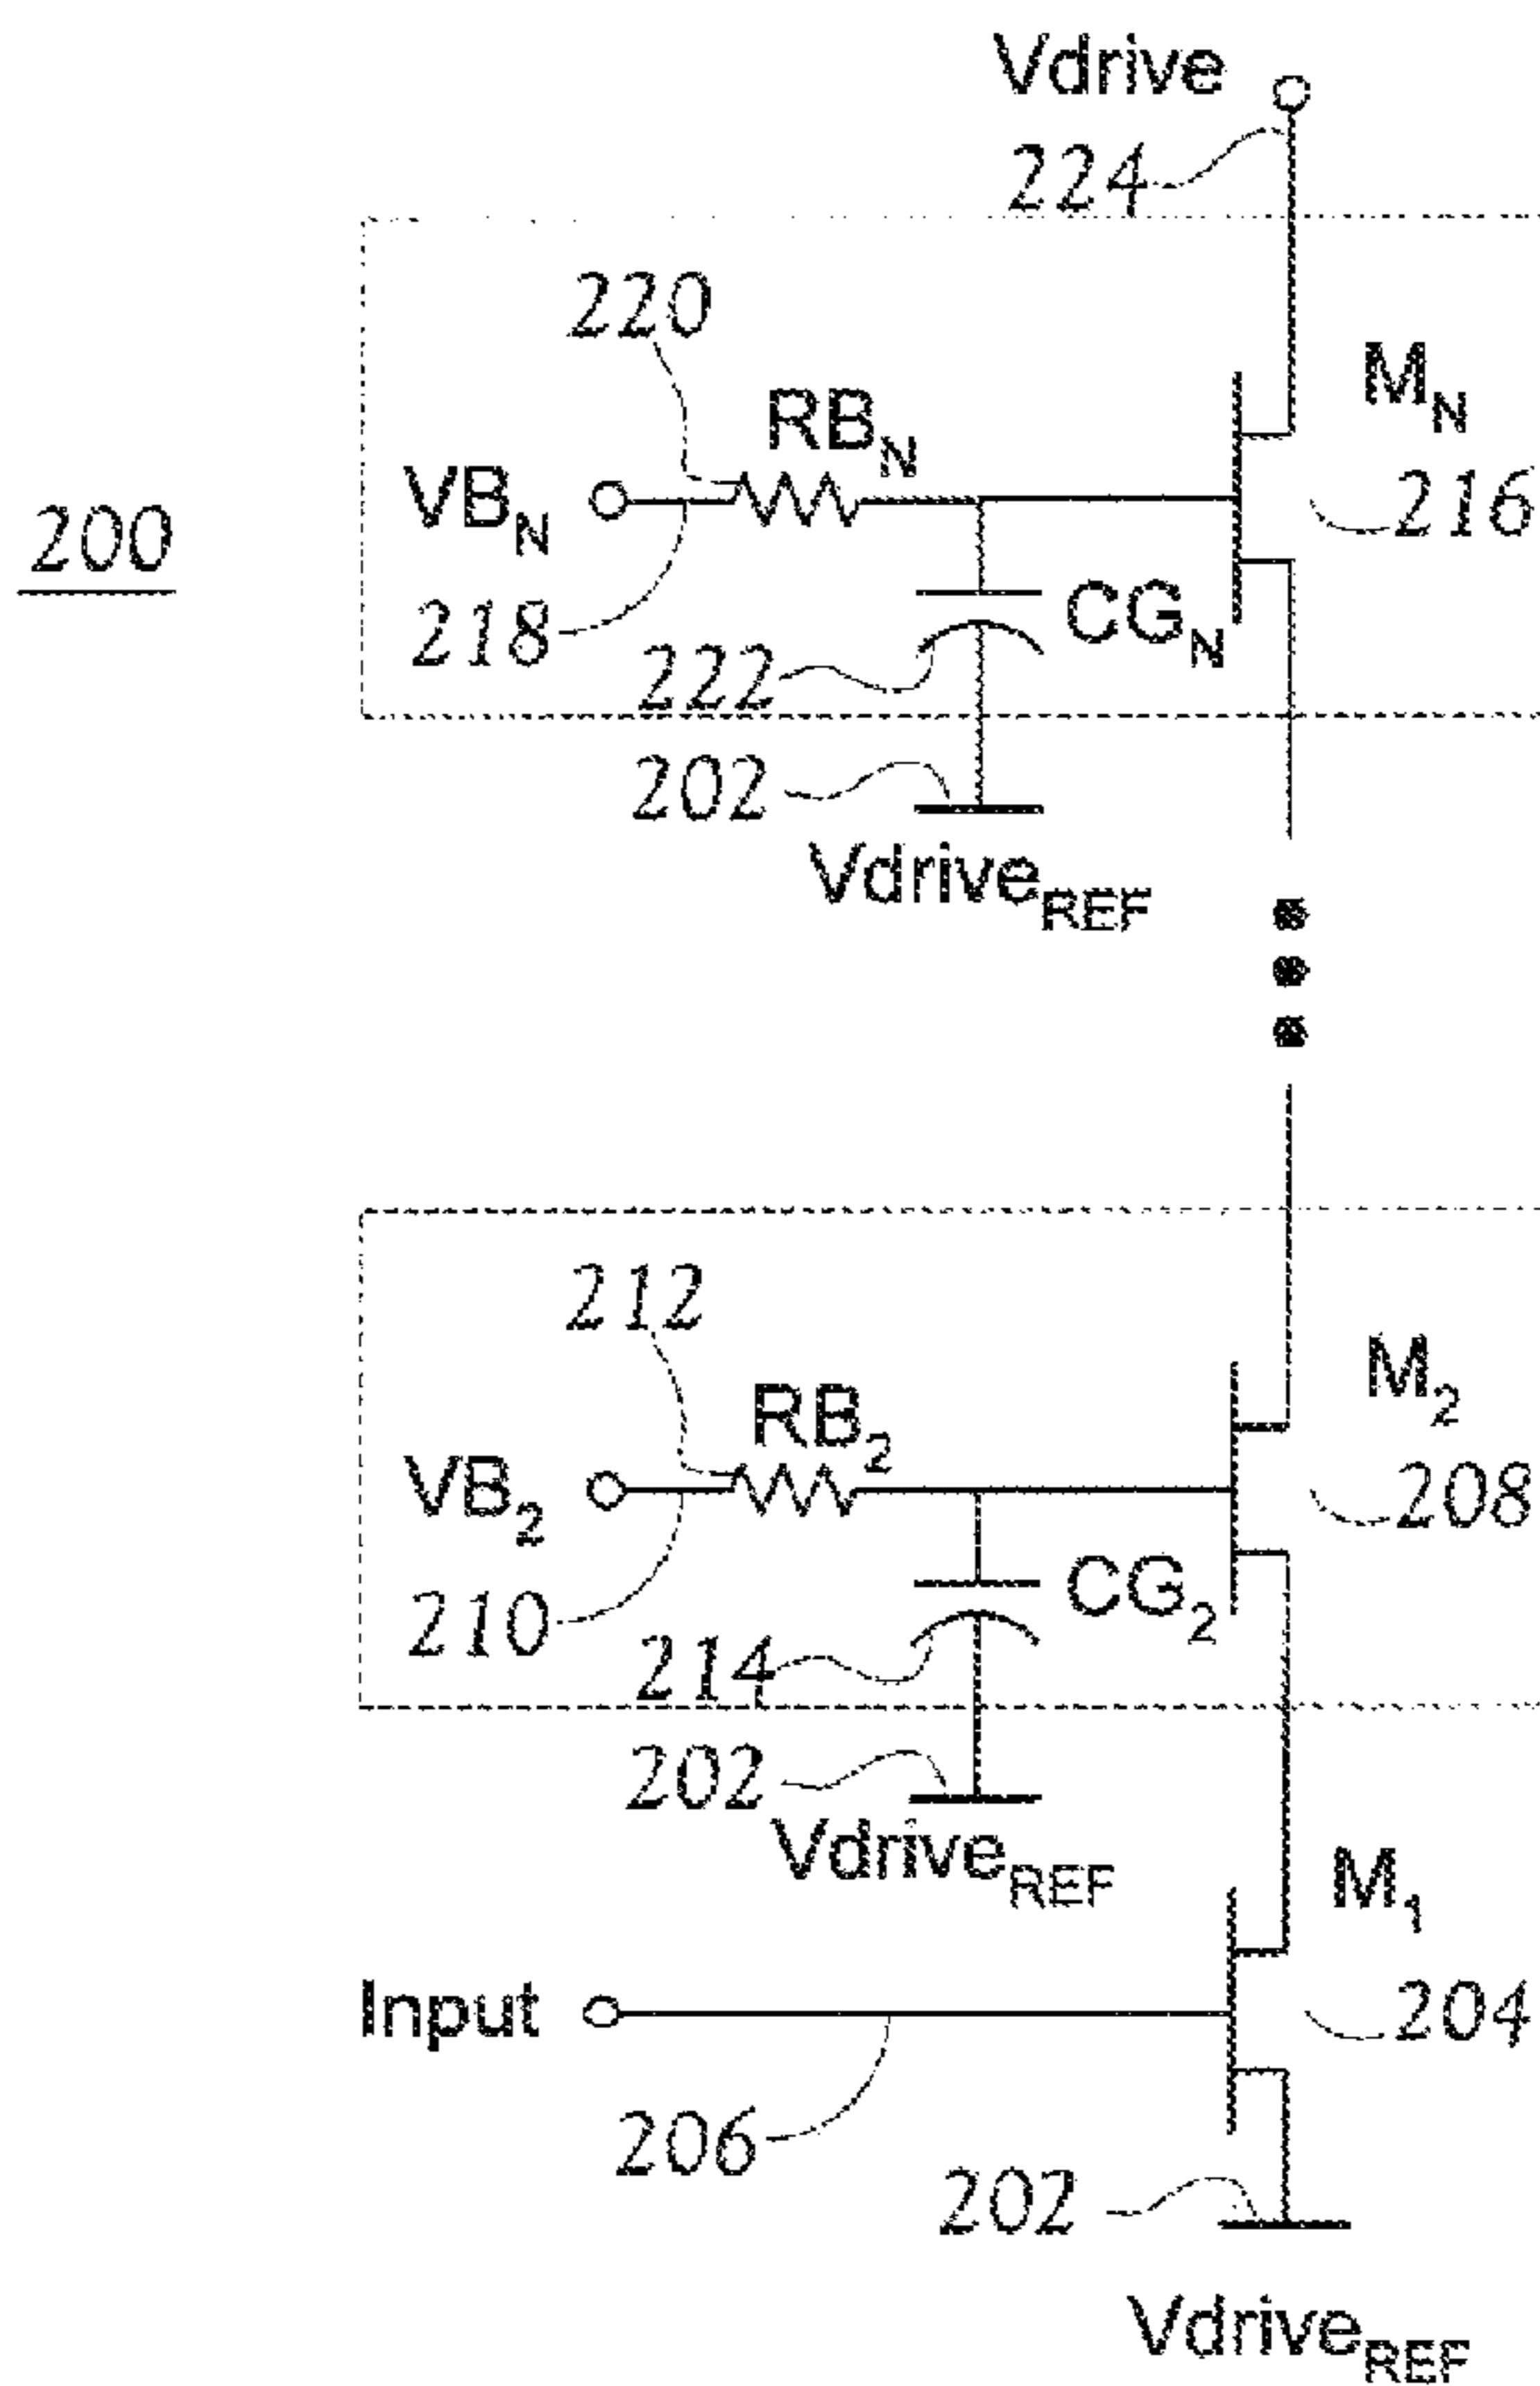 Vdrive
224
220
RB_N
M_N
VB_N
216
200
218
CG_N
222
202
Vdrive_REF
212
RB_2
M_2
VB_2
208
210
CG_2
214
202
Vdrive_REF
M_1
Input
204
206
202
Vdrive_REF